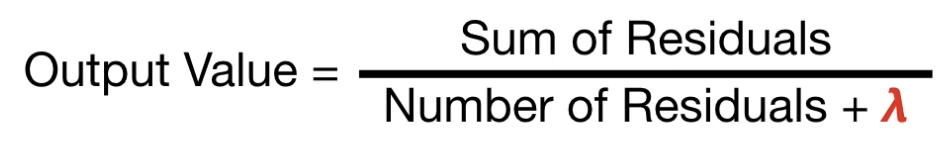 Sum of Residuals
Output Value =
Number of Residuals + λ